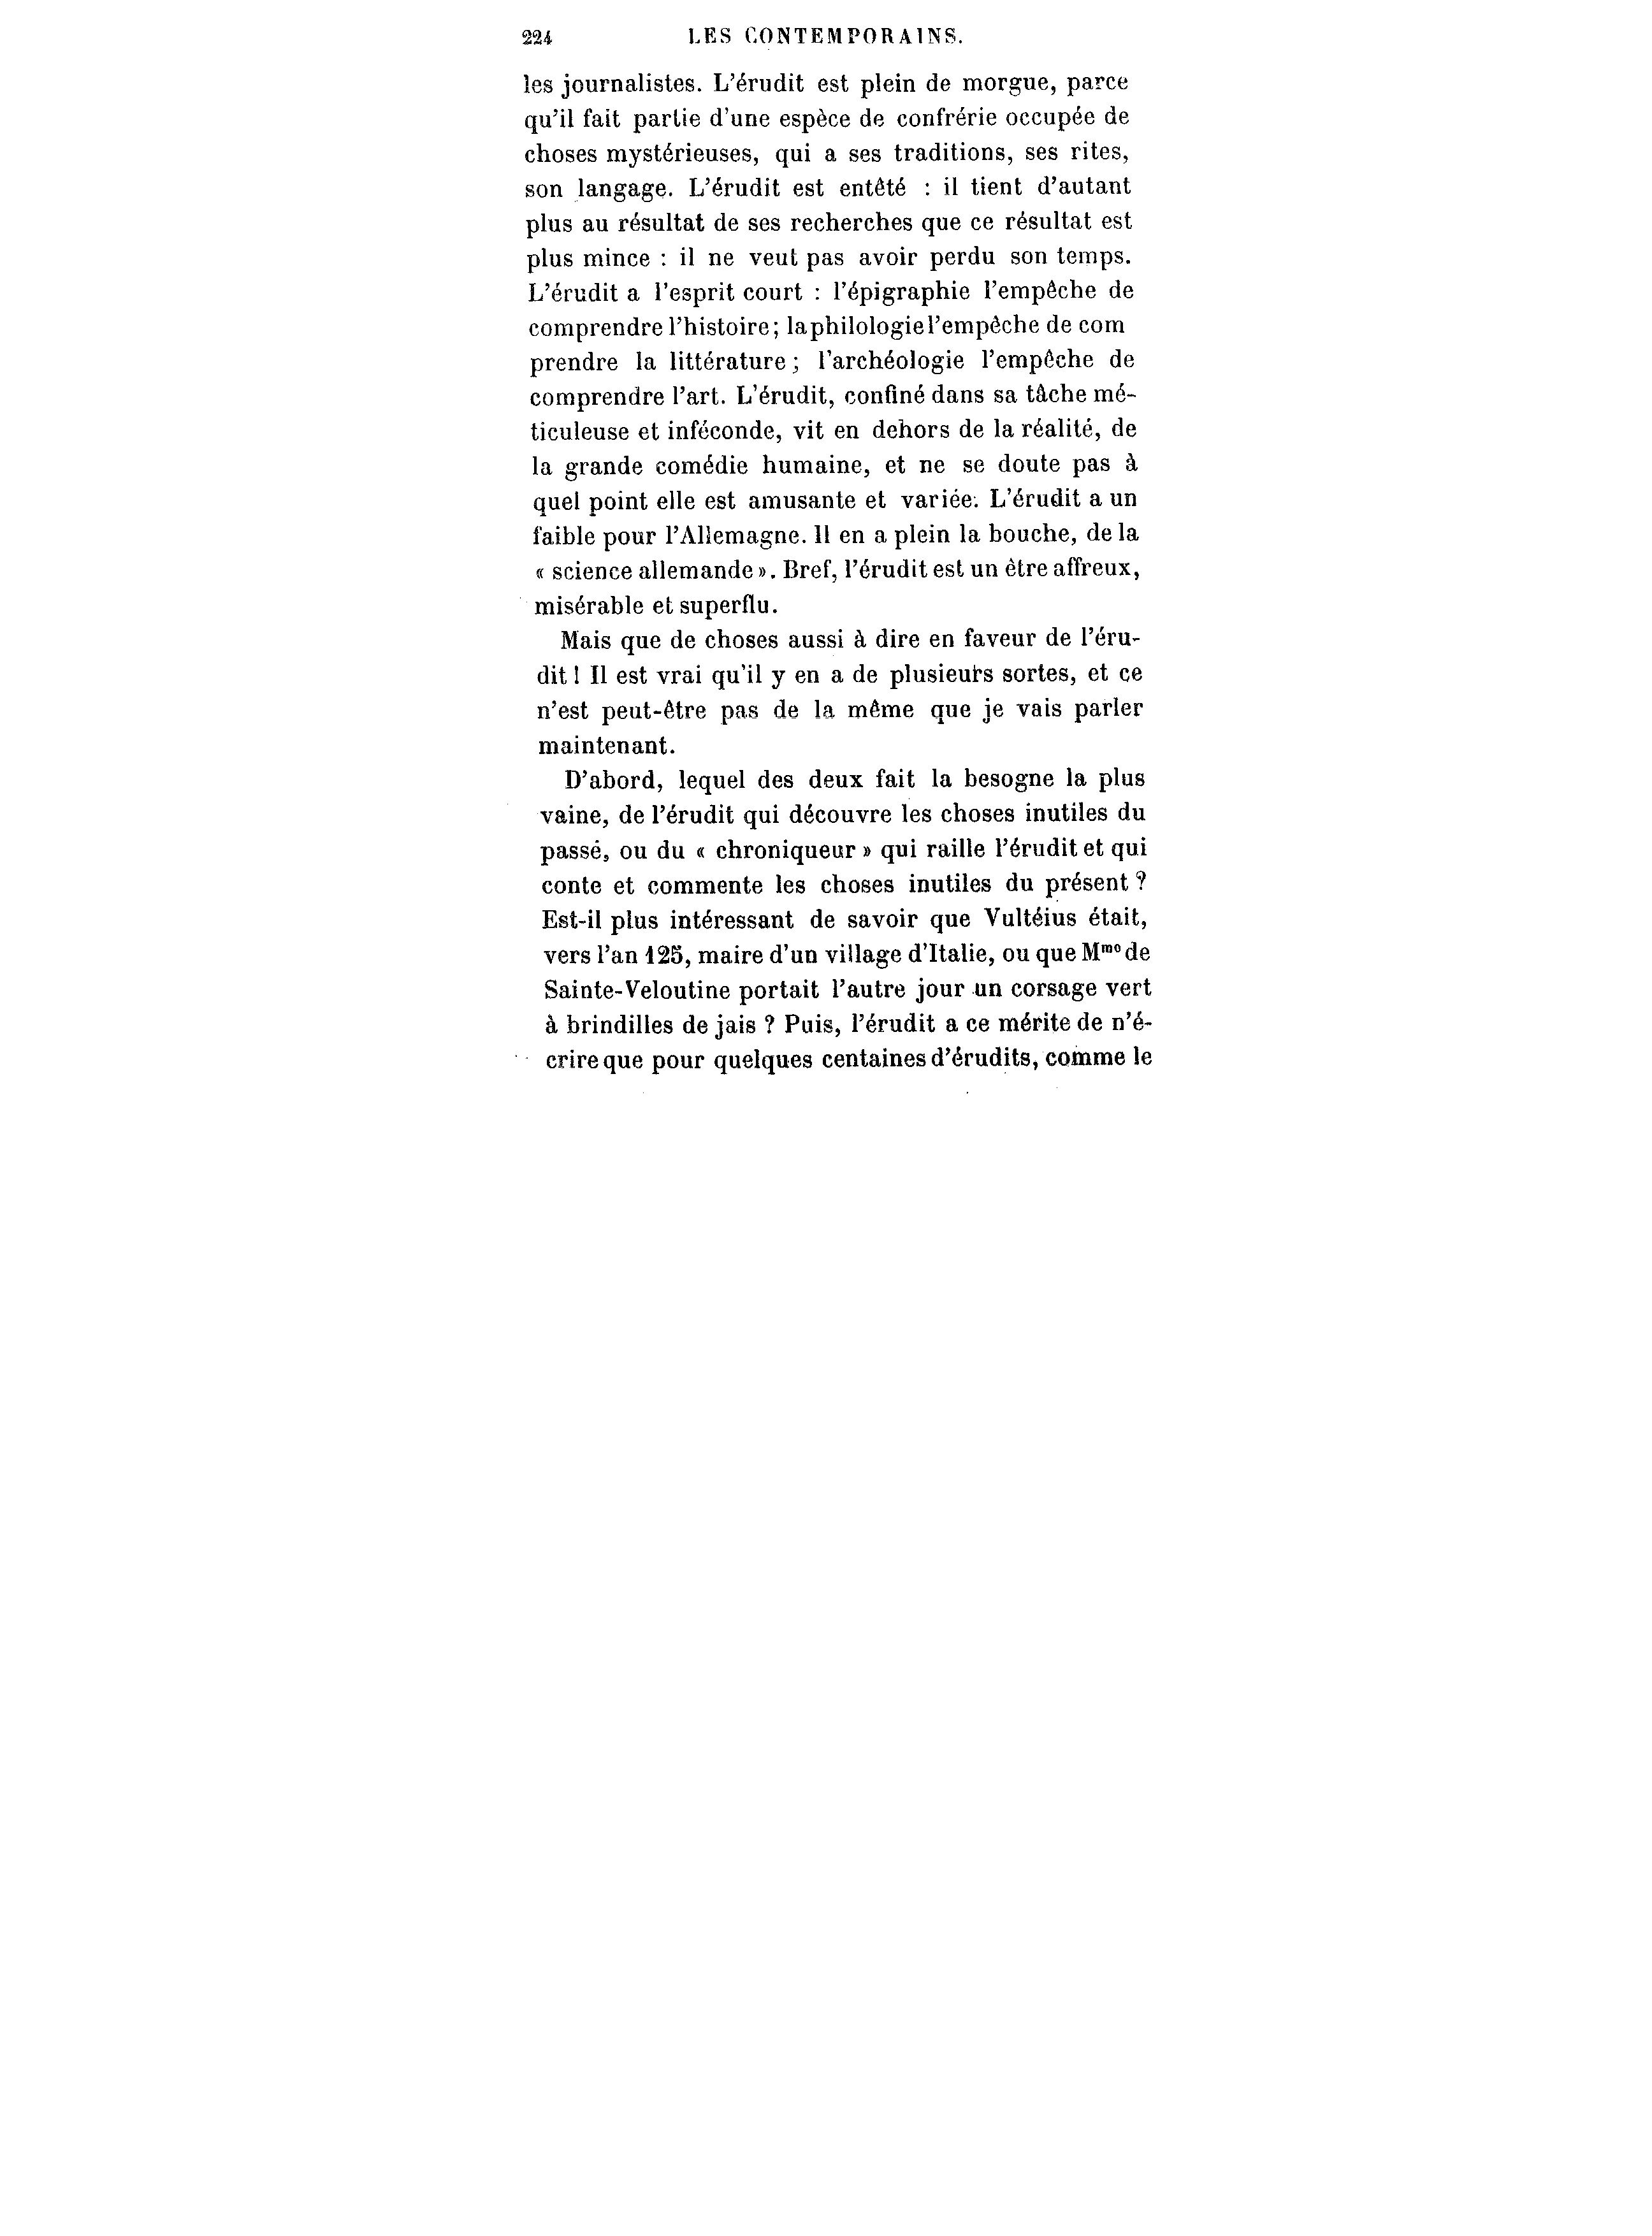 224 LES CONTEMPORAINS.
les journalistes. L'érudit est plein de morgue, parce
qu'il fait partie d'une espèce de confrérie occupée de
choses mystérieuses, qui a ses traditions, ses rites,
son langage. L'érudit est entêté : il tient d'autant
plus au résultat de ses recherches que ce résultat est
plus mince : il ne veut pas avoir perdu son temps.
L'érudit a l'esprit court : l'épigraphie l'empêche de
comprendre l'histoire ; la philologie l'empêche de com
prendre la littérature ; l'archéologie l'empêche de
comprendre l'art. L'érudit, confiné dans sa tâche mé-
ticuleuse et inféconde, vit en dehors de la réalité, de
la grande comédie humaine, et ne se doute pas à
quel point elle est amusante et variée. L'érudit a un
faible pour l'Allemagne. Il en a plein la bouche, de la
« science allemande ». Bref, l'érudit est un être affreux,
misérable et superflu.
Mais que de choses aussi à dire en faveur de l'éru-
dit ! Il est vrai qu'il y en a de plusieurs sortes, et ce
n'est peut-être pas de la même que je vais parler
maintenant.
D'abord, lequel des deux fait la besogne la plus
vaine, de l'érudit qui découvre les choses inutiles du
passé, ou du « chroniqueur » qui raille l'érudit et qui
conte et commente les choses inutiles du présent ?
Est-il plus intéressant de savoir que Vultéius était,
vers l'an 125, maire d'un village d'Italie, ou que Mme de
Sainte-Veloutine portait l'autre jour un corsage vert
à brindilles de jais ? Puis, l'érudit a ce mérite de n'é-
crire que pour quelques centaines d'érudits, comme le